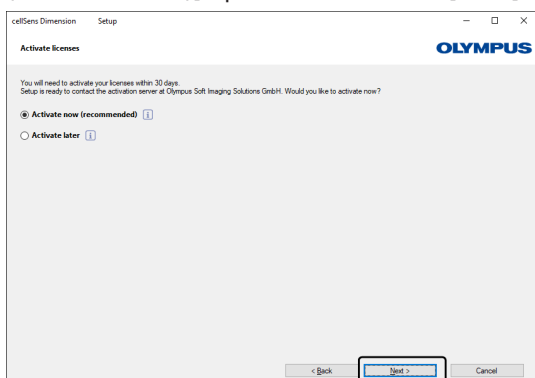 cellSens Dimension Setup
Activate licenses
OLYMPUS
You will need to activate your licenses within 30 days.
Setup is ready to contact the activation server at Olympus Soft Imaging Solutions GmbH. Would you like to activate now?
Activate now (recommended) i
Activate later i
< Back Next > Cancel